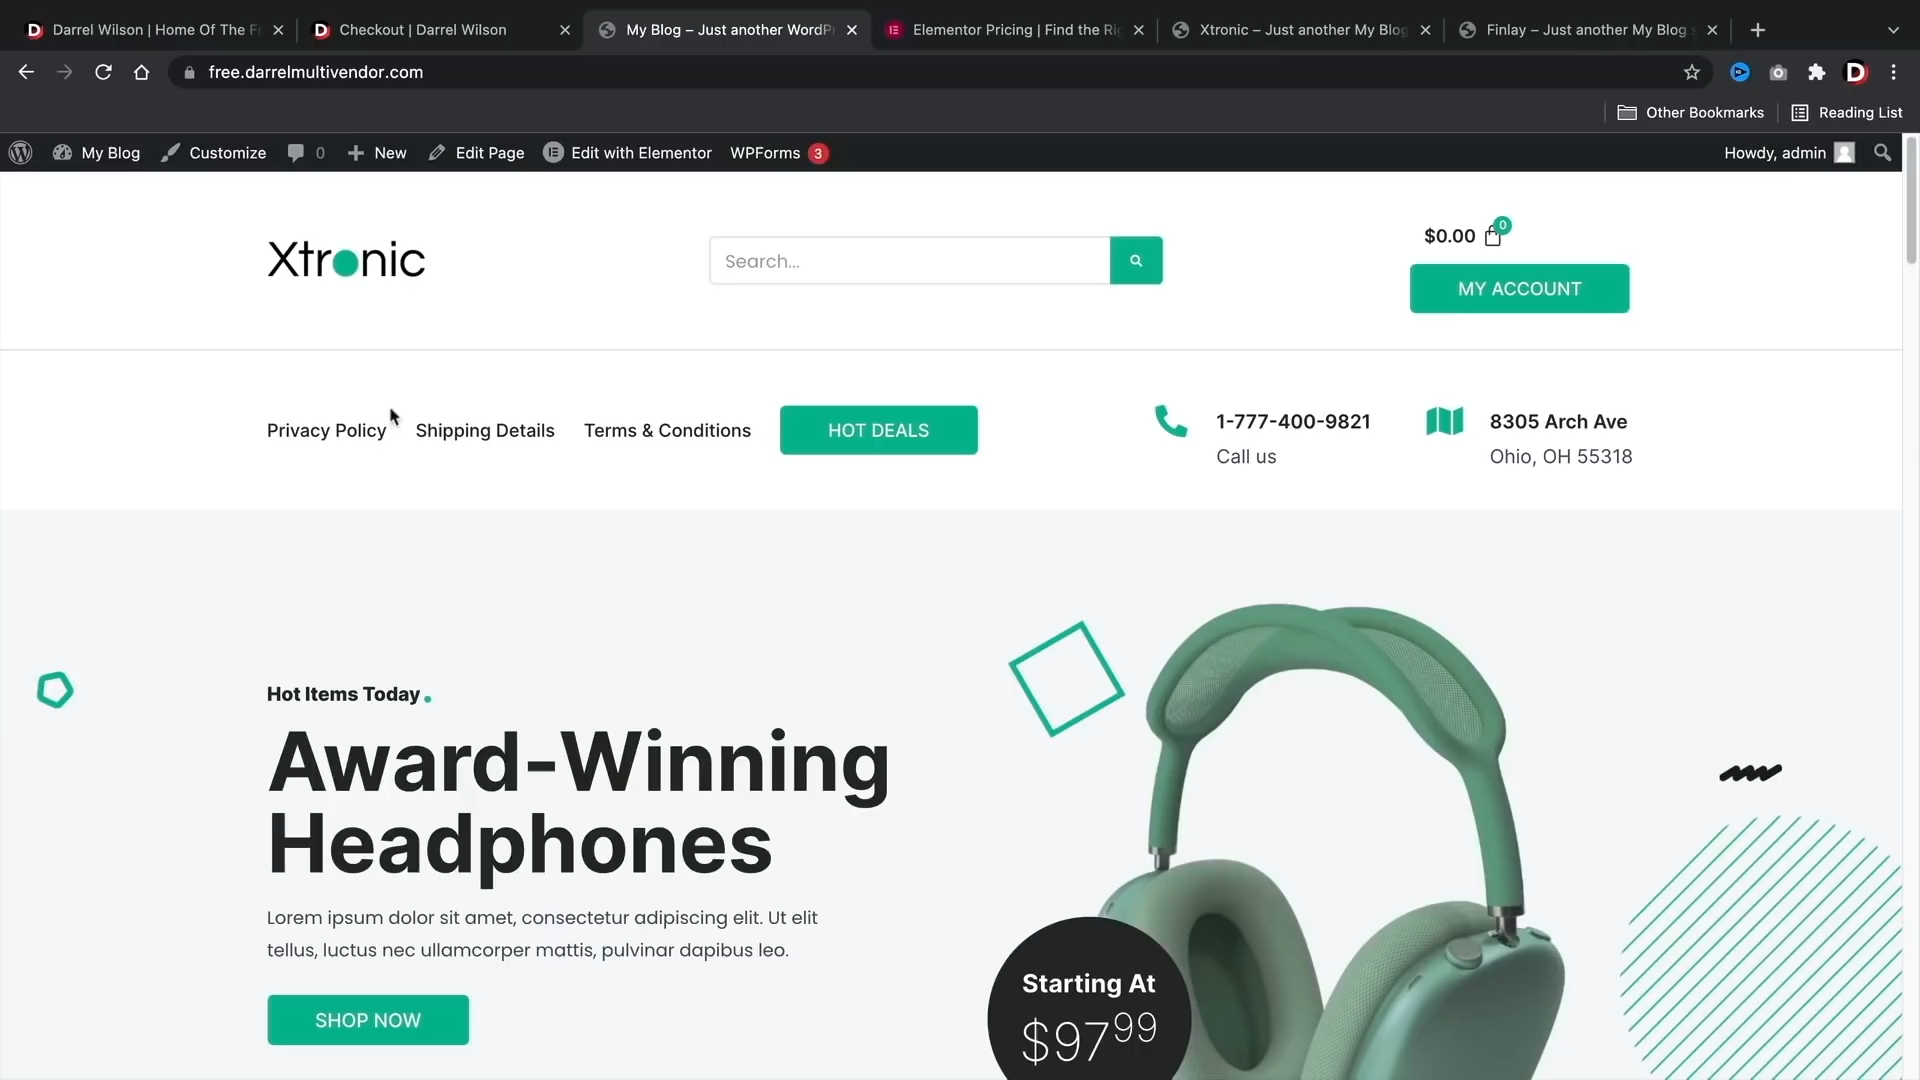 Darrel Wilson | Home Of The F
Checkout | Darrel Wilson
My Blog – Just another WordPr
Elementor Pricing | Find the Rig
Xtronic – Just another My Blog
Finlay – Just another My Blog s
free.darrelmultivendor.com
Other Bookmarks
Reading List
My Blog
Customize
0
New
Edit Page
Edit with Elementor
WPForms 3
Howdy, admin
Xtronic
Search...
$0.00
0
MY ACCOUNT
Privacy Policy
Shipping Details
Terms & Conditions
HOT DEALS
1-777-400-9821
Call us
8305 Arch Ave
Ohio, OH 55318
Hot Items Today.
Award-Winning
Headphones
Lorem ipsum dolor sit amet, consectetur adipiscing elit. Ut elit
tellus, luctus nec ullamcorper mattis, pulvinar dapibus leo.
SHOP NOW
Starting At
$97 99